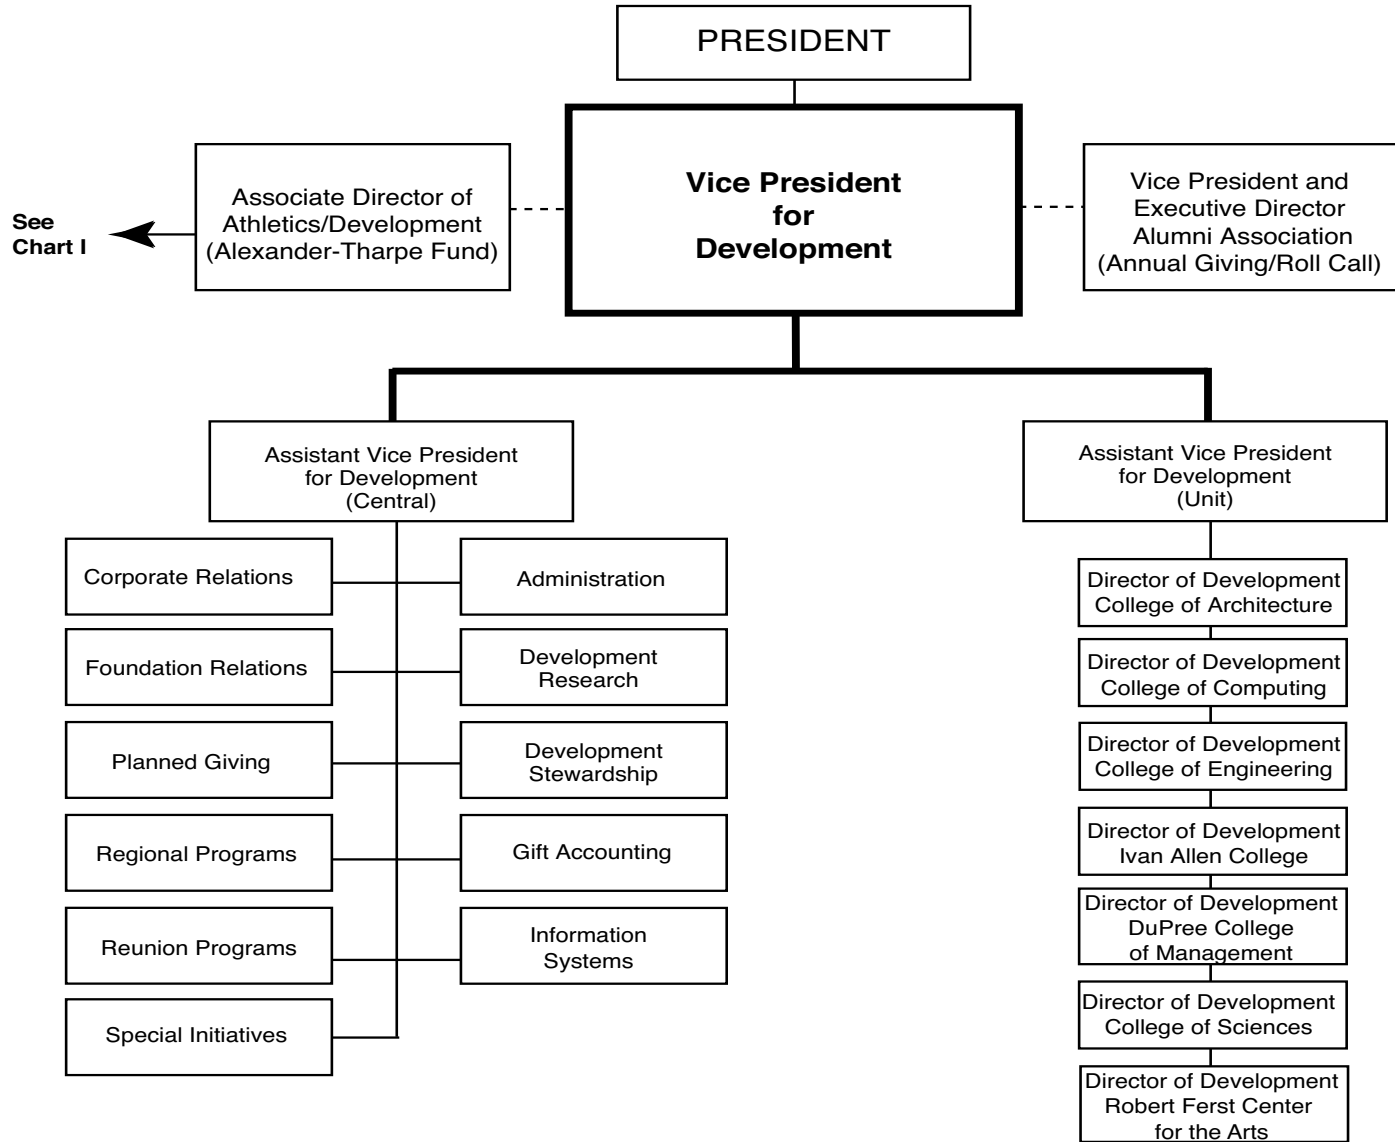 PRESIDENT
Vice President
for
Development
Associate Director of
Athletics/Development
(Alexander-Tharpe Fund)
See
Chart I
Vice President and
Executive Director
Alumni Association
(Annual Giving/Roll Call)
Assistant Vice President
for Development
(Central)
Assistant Vice President
for Development
(Unit)
Corporate Relations
Administration
Foundation Relations
Development
Research
Planned Giving
Development
Stewardship
Regional Programs
Gift Accounting
Reunion Programs
Information
Systems
Special Initiatives
Director of Development
College of Architecture
Director of Development
College of Computing
Director of Development
College of Engineering
Director of Development
Ivan Allen College
Director of Development
DuPree College
of Management
Director of Development
College of Sciences
Director of Development
Robert Ferst Center
for the Arts